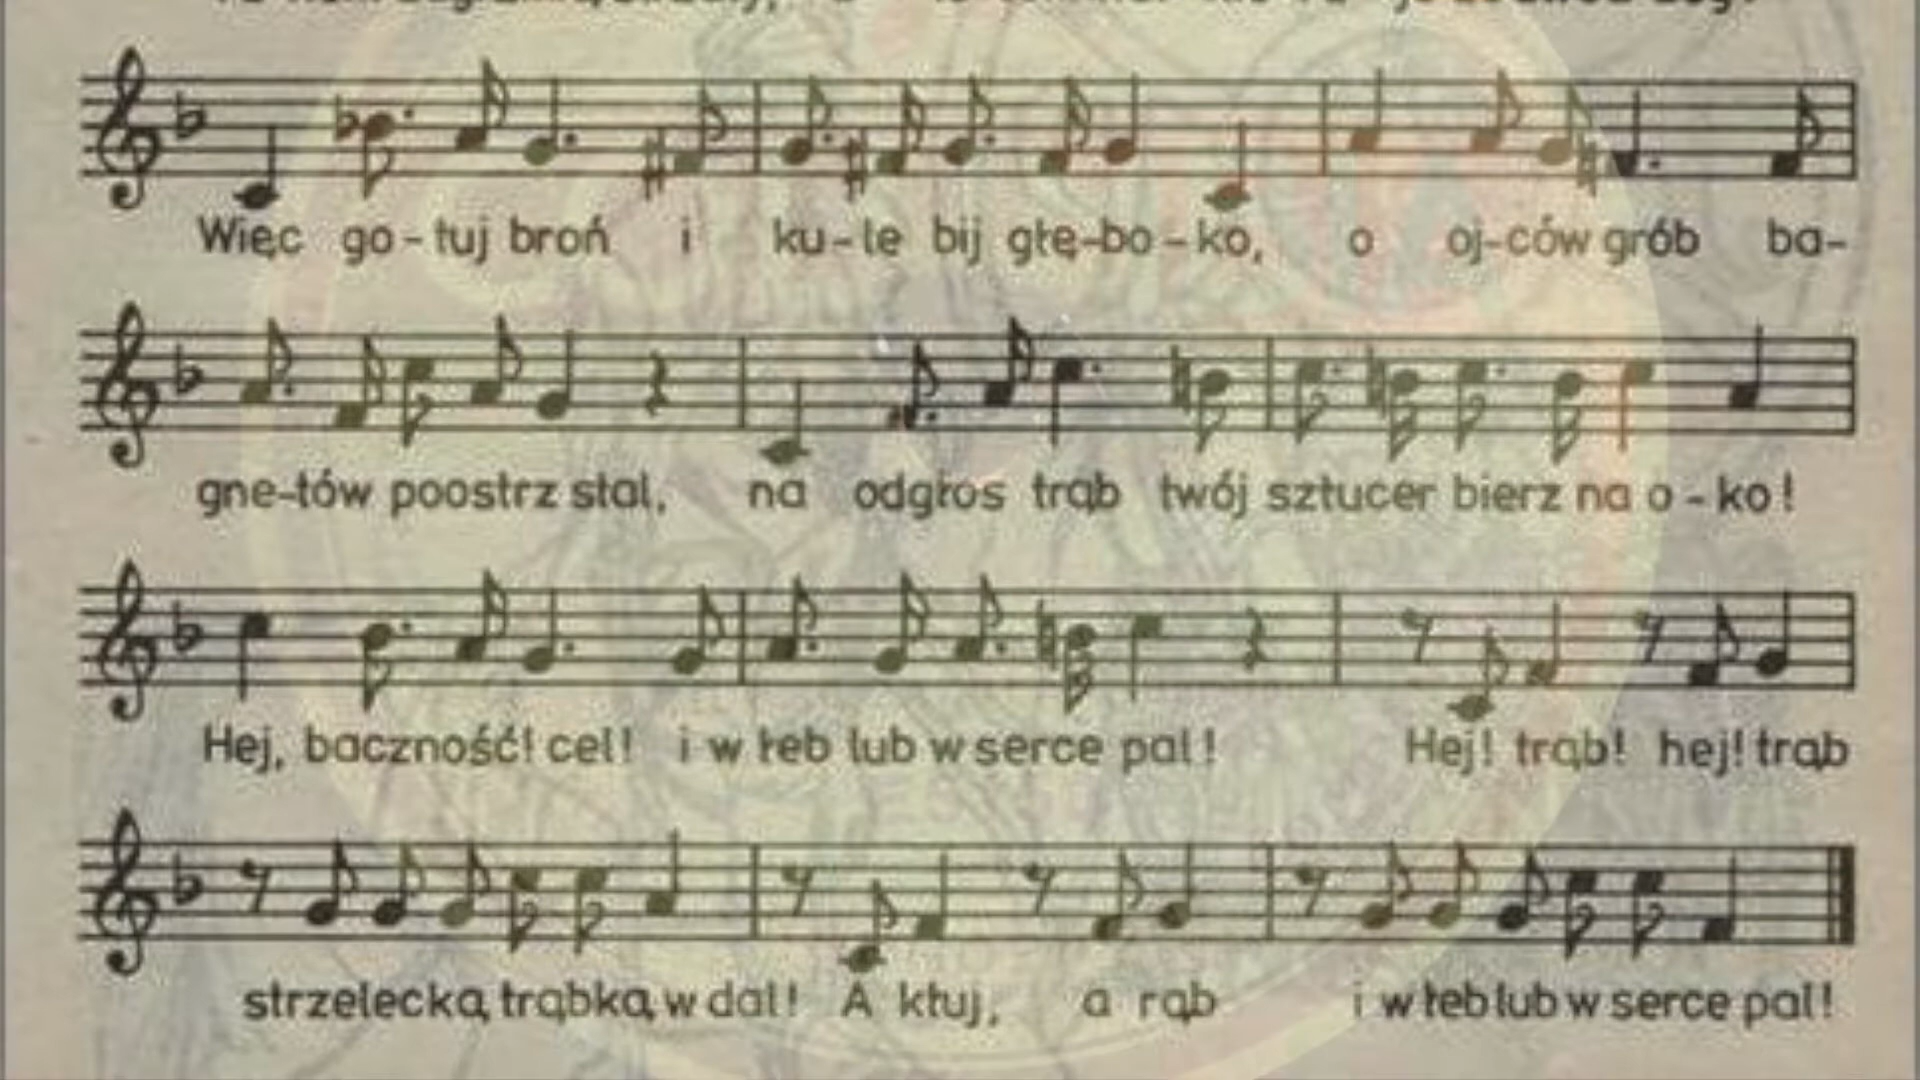 Więc go-tuj broń i ku-le bij głę-bo-ko, o oj-ców grób ba-
gne-tów poostrz stal, na odgłos trąb twój sztucer bierz na o-ko!
Hej, baczność! cel! i w łeb lub w serce pal! Hej! trąb! hej! trąb
strzelecką trąbką w dal! A kłuj, a rąb i w łeb lub w serce pal!